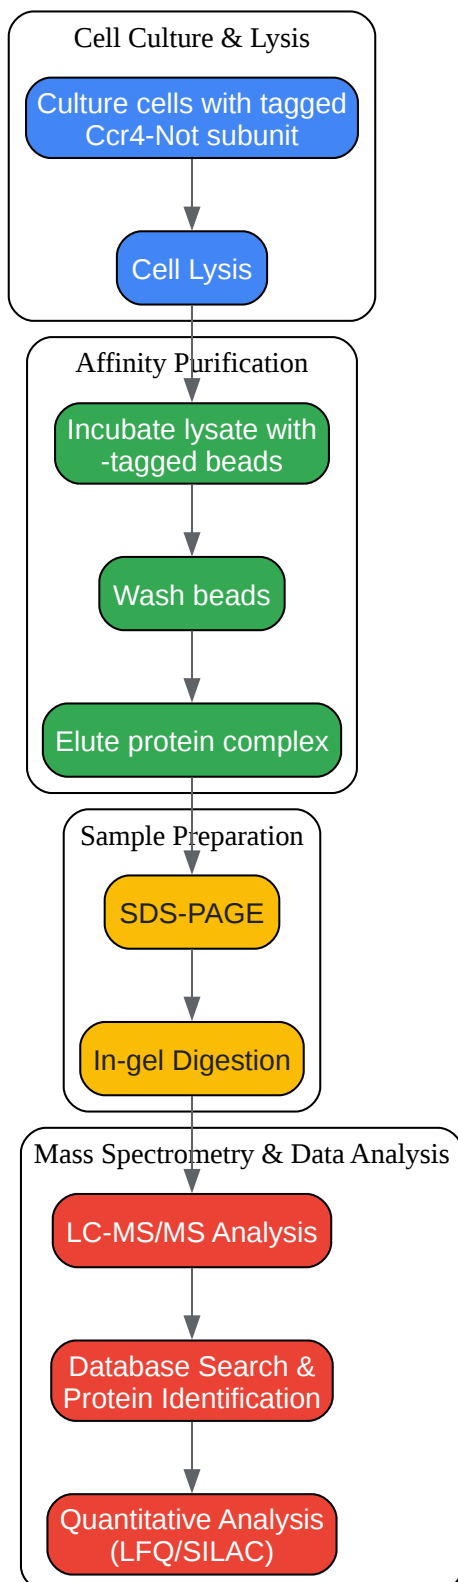 Cell Culture & Lysis
Culture cells with tagged
Ccr4-Not subunit
Cell Lysis
Affinity Purification
Incubate lysate with
-tagged beads
Wash beads
Elute protein complex
Sample Preparation
SDS-PAGE
In-gel Digestion
Mass Spectrometry & Data Analysis
LC-MS/MS Analysis
Database Search &
Protein Identification
Quantitative Analysis
(LFQ/SILAC)